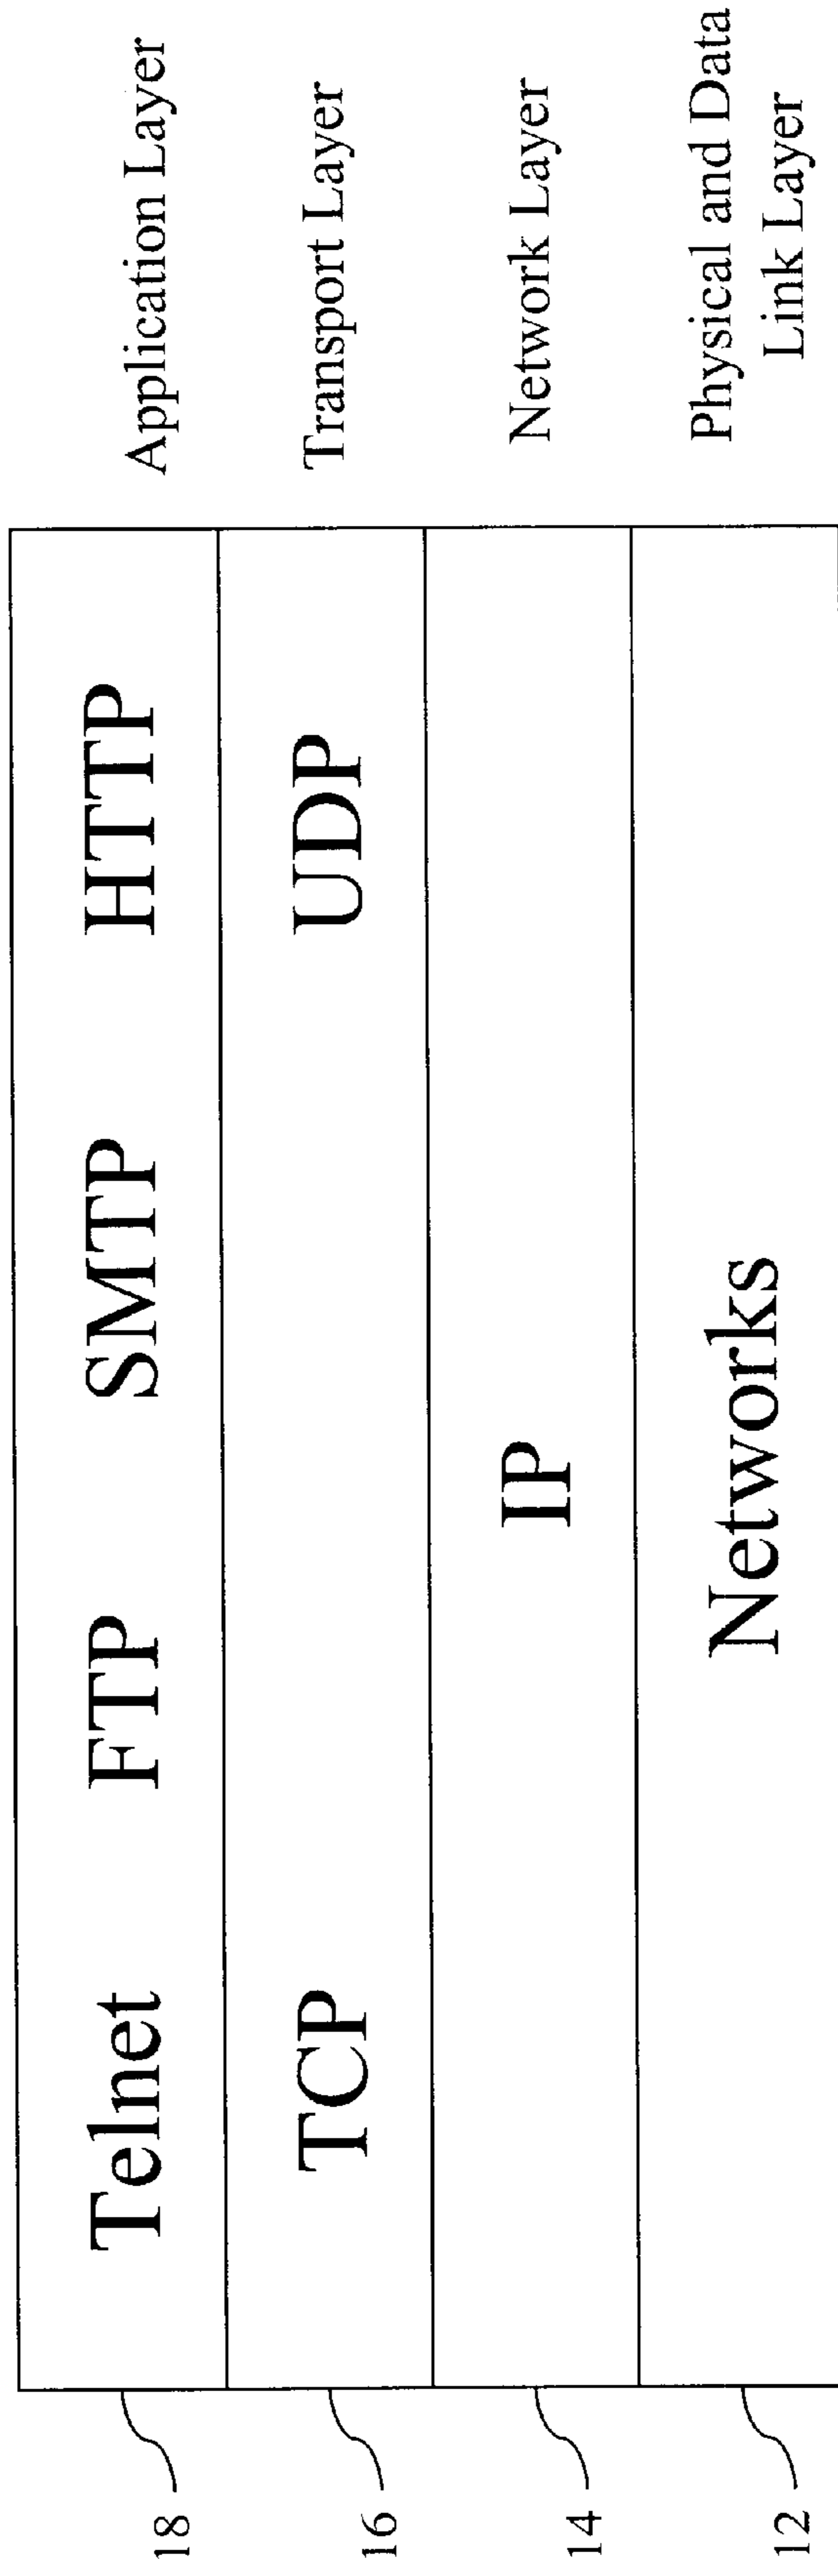 18 Telnet FTP SMTP HTTP Application Layer
16 TCP UDP Transport Layer
14 IP Network Layer
12 Networks Physical and Data
Link Layer